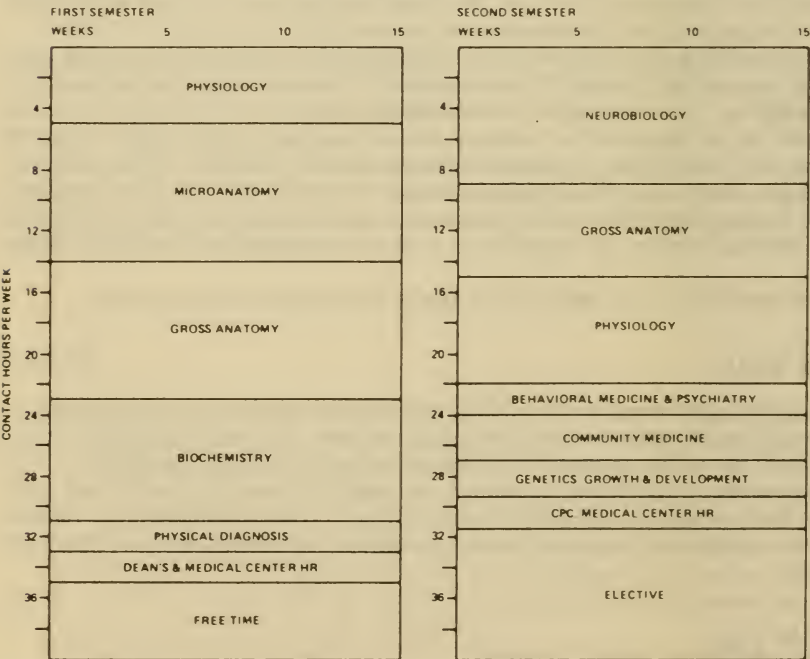 FIRST SEMESTER
WEEKS 5 10 15
CONTACT HOURS PER WEEK
4
8
12
16
20
24
28
32
36
PHYSIOLOGY
MICROANATOMY
GROSS ANATOMY
BIOCHEMISTRY
PHYSICAL DIAGNOSIS
DEAN'S & MEDICAL CENTER HR
FREE TIME
SECOND SEMESTER
WEEKS 5 10 15
4
8
12
16
20
24
28
32
36
NEUROBIOLOGY
GROSS ANATOMY
PHYSIOLOGY
BEHAVIORAL MEDICINE & PSYCHIATRY
COMMUNITY MEDICINE
GENETICS GROWTH & DEVELOPMENT
CPC MEDICAL CENTER HR
ELECTIVE